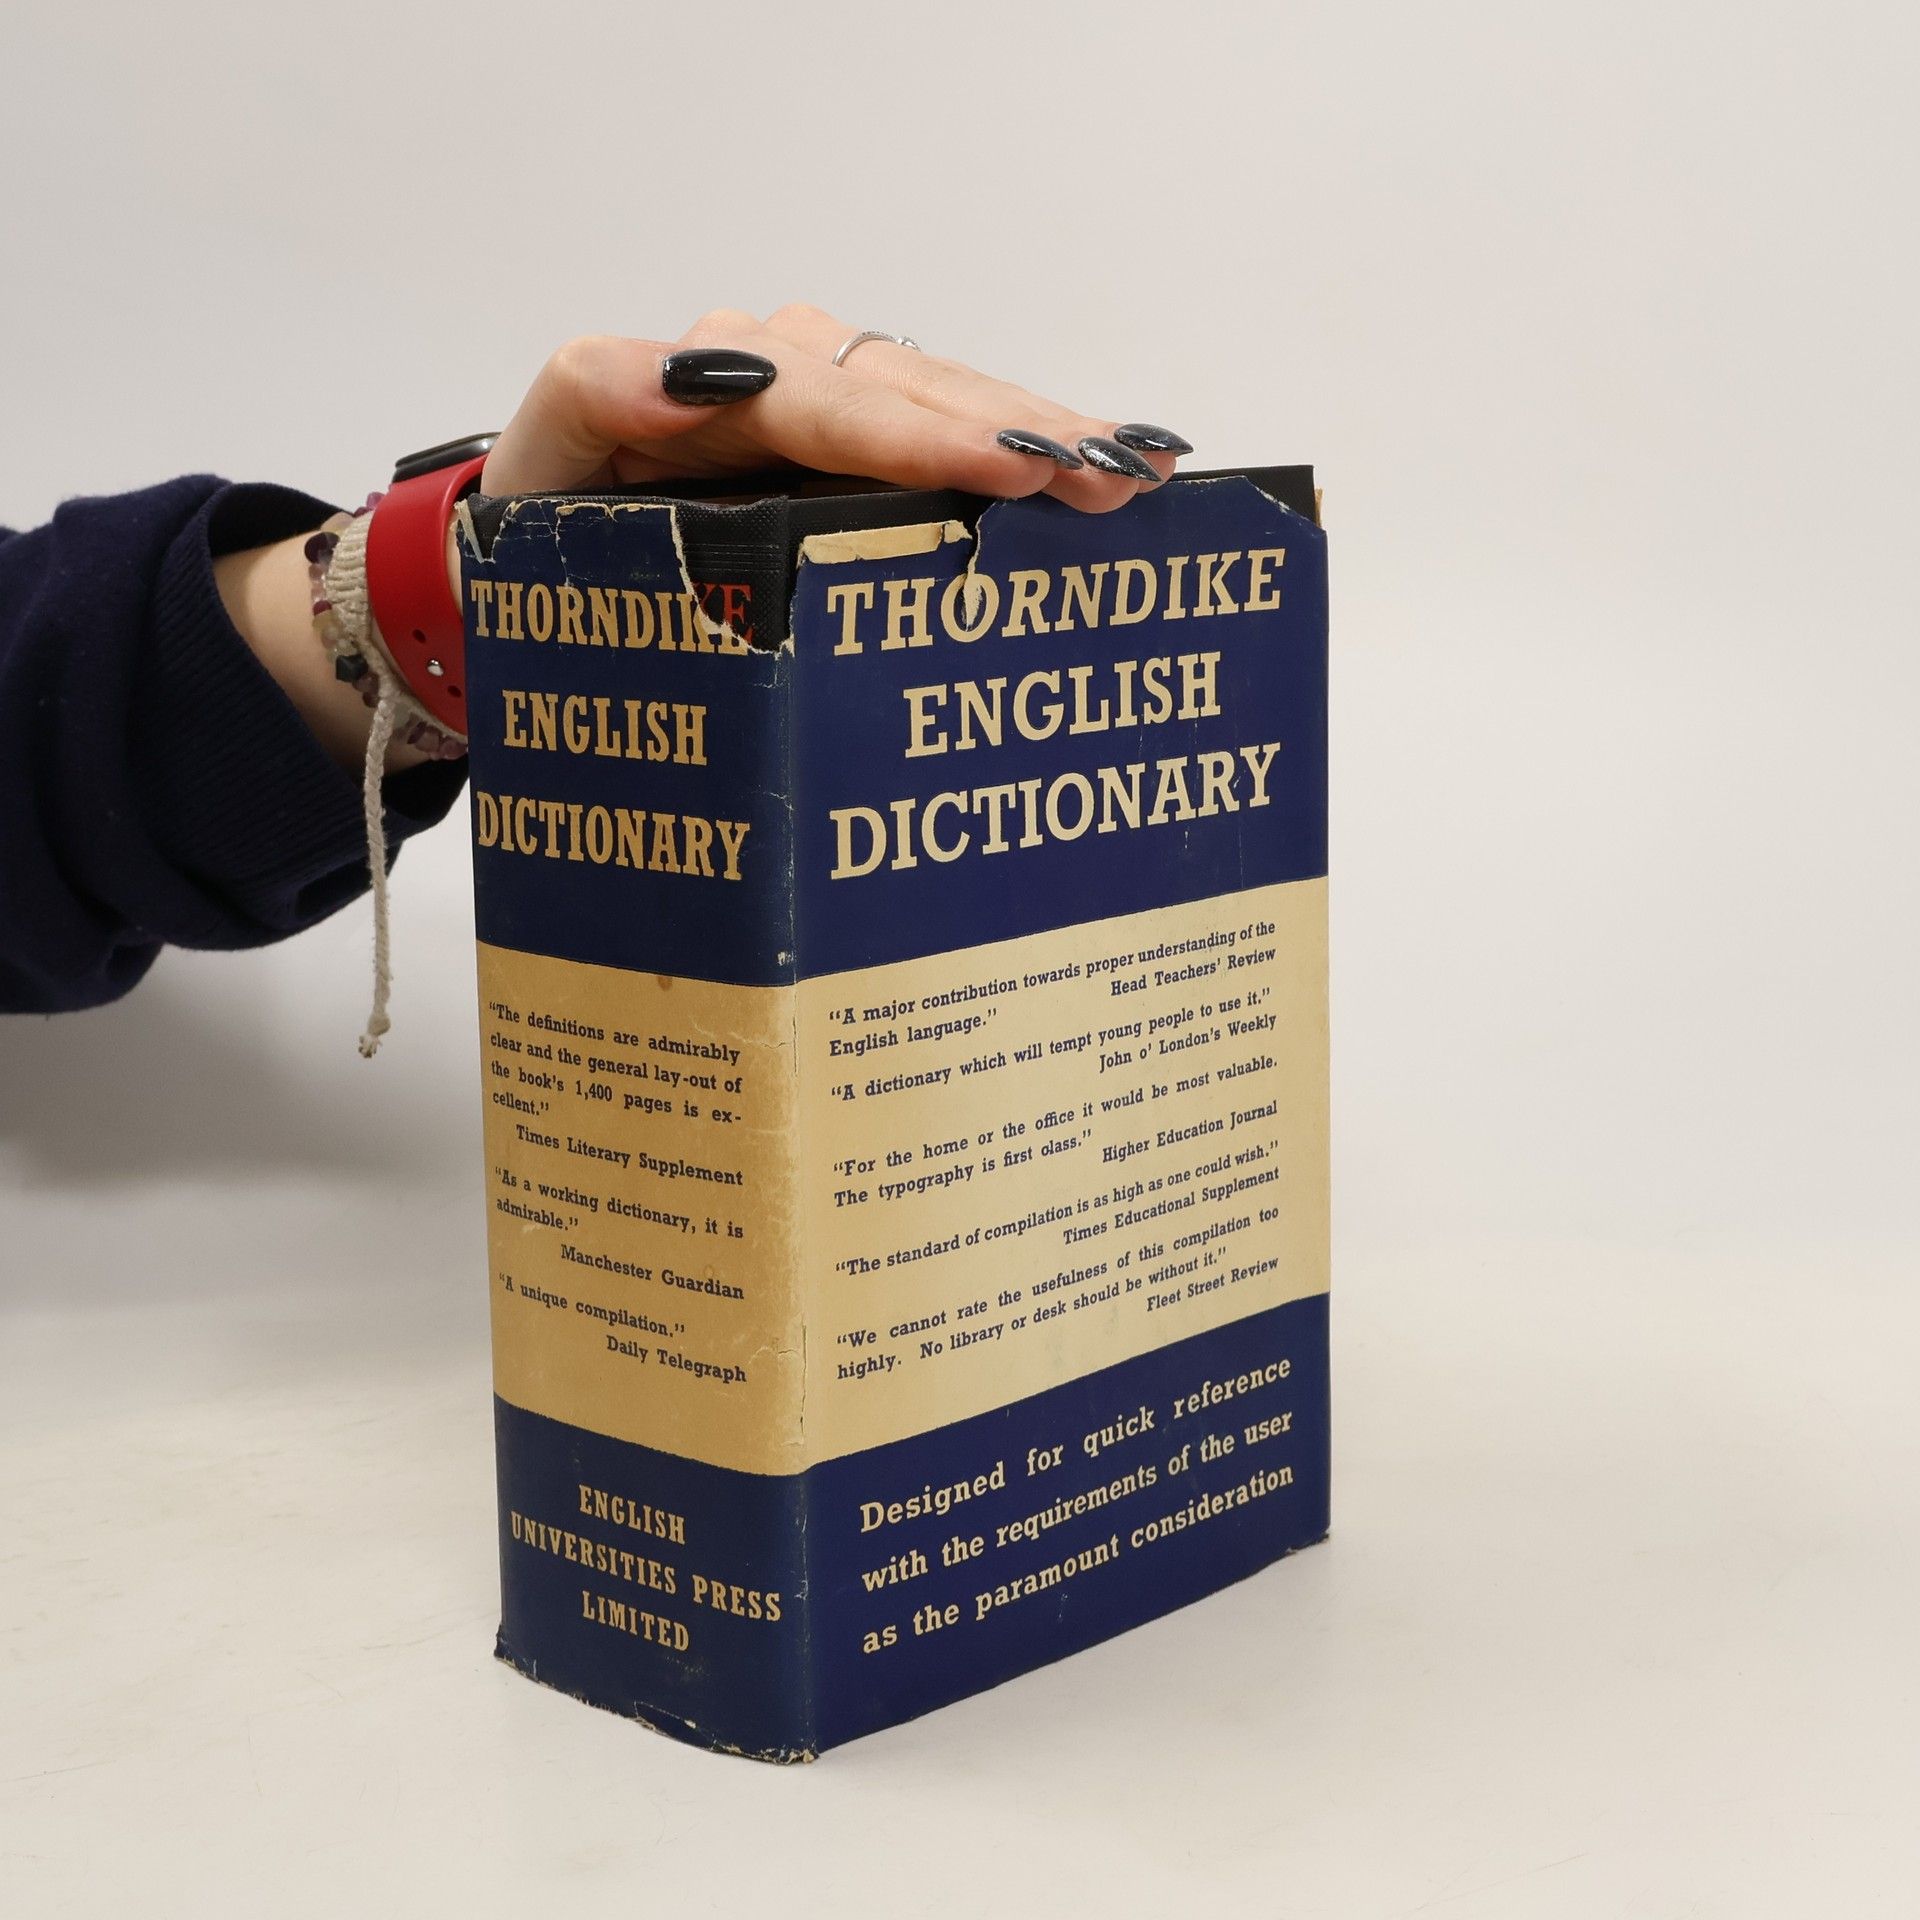 THORNDIKE
ENGLISH
DICTIONARY
"The definitions are admirably
clear and the general lay-out of
the book's 1,400 pages is ex-
cellent."
Times Literary Supplement
"As a working dictionary, it is
admirable."
Manchester Guardian
"A unique compilation."
Daily Telegraph
ENGLISH
UNIVERSITIES PRESS
LIMITED
THORNDIKE
ENGLISH
DICTIONARY
"A major contribution towards proper understanding of the
English language."
Head Teachers' Review
"A dictionary which will tempt young people to use it."
John o' London's Weekly
"For the home or the office it would be most valuable.
The typography is first class."
Higher Education Journal
"The standard of compilation is as high as one could wish."
Times Educational Supplement
"We cannot rate the usefulness of this compilation too
highly. No library or desk should be without it."
Fleet Street Review
Designed for quick reference
with the requirements of the user
as the paramount consideration